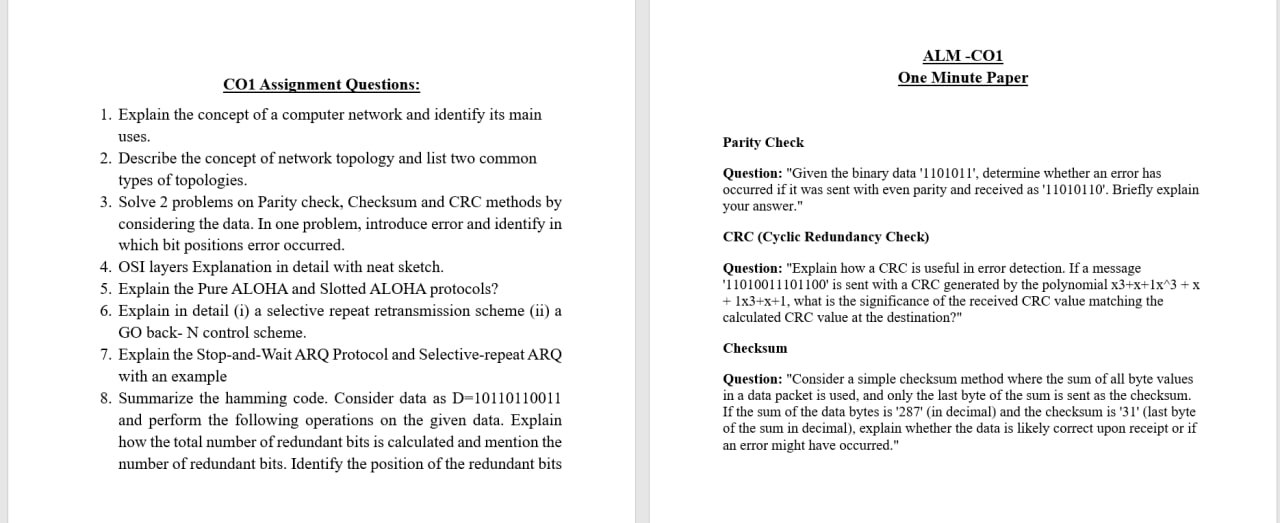 CO1 Assignment Questions:
1. Explain the concept of a computer network and identify its main
uses.
2. Describe the concept of network topology and list two common
types of topologies.
3. Solve 2 problems on Parity check, Checksum and CRC methods by
considering the data. In one problem, introduce error and identify in
which bit positions error occurred.
4. OSI layers Explanation in detail with neat sketch.
5. Explain the Pure ALOHA and Slotted ALOHA protocols?
6. Explain in detail (i) a selective repeat retransmission scheme (ii) a
GO back- N control scheme.
7. Explain the Stop-and-Wait ARQ Protocol and Selective-repeat ARQ
with an example
8. Summarize the hamming code. Consider data as D=10110110011
and perform the following operations on the given data. Explain
how the total number of redundant bits is calculated and mention the
number of redundant bits. Identify the position of the redundant bits
ALM -CO1
One Minute Paper
Parity Check
Question: "Given the binary data '1101011', determine whether an error has
occurred if it was sent with even parity and received as '11010110'. Briefly explain
your answer."
CRC (Cyclic Redundancy Check)
Question: "Explain how a CRC is useful in error detection. If a message
'11010011101100' is sent with a CRC generated by the polynomial x3+x+1x^3 + x
+ 1x3+x+1, what is the significance of the received CRC value matching the
calculated CRC value at the destination?"
Checksum
Question: "Consider a simple checksum method where the sum of all byte values
in a data packet is used, and only the last byte of the sum is sent as the checksum.
If the sum of the data bytes is '287' (in decimal) and the checksum is '31' (last byte
of the sum in decimal), explain whether the data is likely correct upon receipt or if
an error might have occurred."